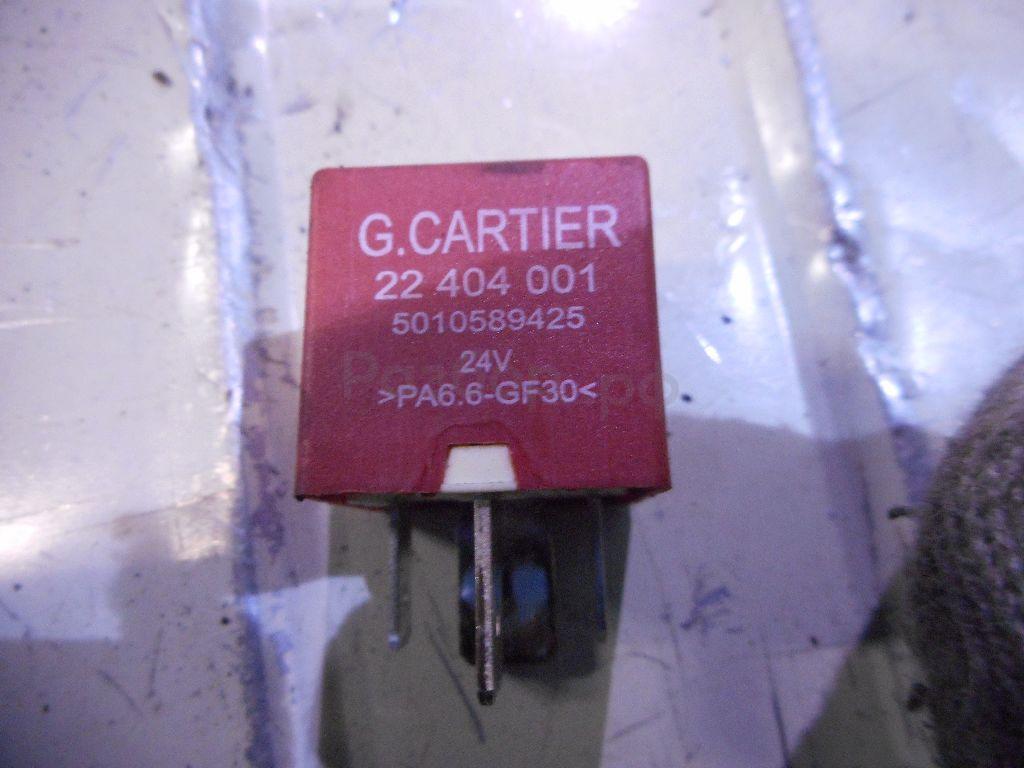 G.CARTIER
22 404 001
5010589425
24V
>PA6.6-GF30<